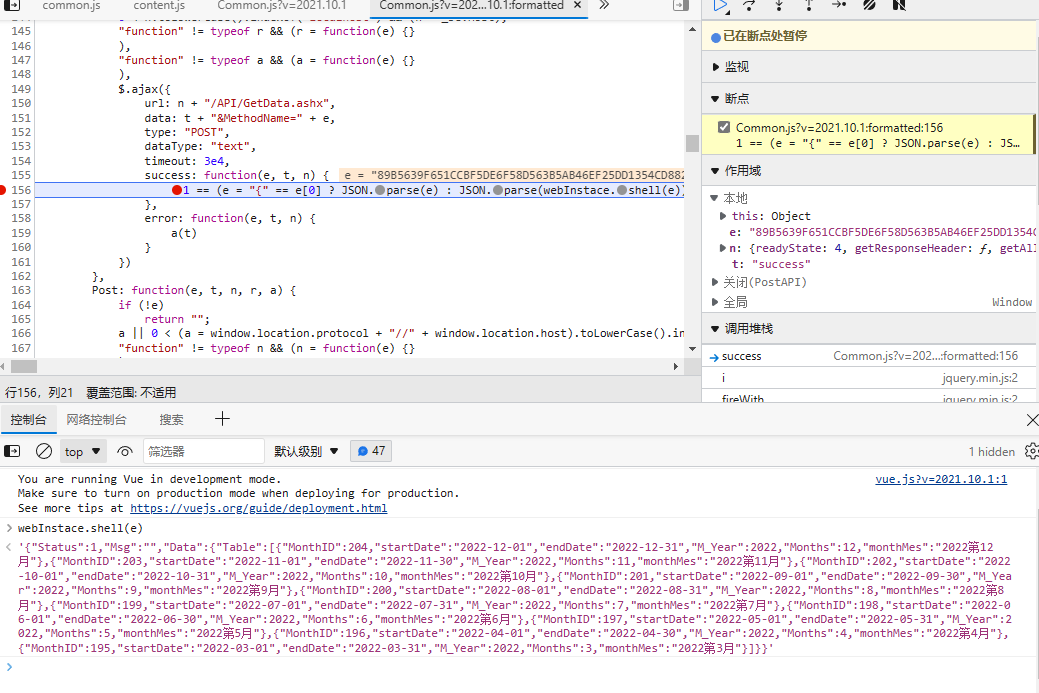 common.js
content.js
Common.js?v=2021.10.1
Common.js?v=202...10.1:formatted ×
145 "function" != typeof r && (r = function(e) {}
146 ),
147 "function" != typeof a && (a = function(e) {}
148 ),
149 $.ajax({
150 url: n + "/API/GetData.ashx",
151 data: t + "&MethodName=" + e,
152 type: "POST",
153 dataType: "text",
154 timeout: 3e4,
155 success: function(e, t, n) { e = "89B5639F651CCBF5DE6F58D563B5AB46EF25DD1354CD882
156 1 == (e = "{" == e[0] ? JSON.parse(e) : JSON.parse(webInstace.shell(e))
157 },
158 error: function(e, t, n) {
159 a(t)
160 }
161 })
162 },
163 Post: function(e, t, n, r, a) {
164 if (!e)
165 return "";
166 a || 0 < (a = window.location.protocol + "//" + window.location.host).toLowerCase().in
167 "function" != typeof n && (n = function(e) {}
行156，列21 覆盖范围: 不适用
已在断点处暂停
监视
断点
Common.js?v=2021.10.1:formatted:156
1 == (e = "{" == e[0] ? JSON.parse(e) : JS…
作用域
本地
this: Object
e: "89B5639F651CCBF5DE6F58D563B5AB46EF25DD1354C
n: {readyState: 4, getResponseHeader: ƒ, getAll
t: "success"
关闭(PostAPI)
全局 Window
调用堆栈
success Common.js?v=202...:formatted:156
i jquery.min.js:2
fireWith jquery.min.js:2
控制台 网络控制台 搜索
top 筛选器 默认级别 47 1 hidden
You are running Vue in development mode. vue.js?v=2021.10.1:1
Make sure to turn on production mode when deploying for production.
See more tips at https://vuejs.org/guide/deployment.html
webInstace.shell(e)
'{"Status":1,"Msg":"","Data":{"Table":[{"MonthID":204,"startDate":"2022-12-01","endDate":"2022-12-31","M_Year":2022,"Months":12,"monthMes":"2022第12
月"},{"MonthID":203,"startDate":"2022-11-01","endDate":"2022-11-30","M_Year":2022,"Months":11,"monthMes":"2022第11月"},{"MonthID":202,"startDate":"2022
-10-01","endDate":"2022-10-31","M_Year":2022,"Months":10,"monthMes":"2022第10月"},{"MonthID":201,"startDate":"2022-09-01","endDate":"2022-09-30","M_Yea
r":2022,"Months":9,"monthMes":"2022第9月"},{"MonthID":200,"startDate":"2022-08-01","endDate":"2022-08-31","M_Year":2022,"Months":8,"monthMes":"2022第8
月"},{"MonthID":199,"startDate":"2022-07-01","endDate":"2022-07-31","M_Year":2022,"Months":7,"monthMes":"2022第7月"},{"MonthID":198,"startDate":"2022-0
6-01","endDate":"2022-06-30","M_Year":2022,"Months":6,"monthMes":"2022第6月"},{"MonthID":197,"startDate":"2022-05-01","endDate":"2022-05-31","M_Year":2
022,"Months":5,"monthMes":"2022第5月"},{"MonthID":196,"startDate":"2022-04-01","endDate":"2022-04-30","M_Year":2022,"Months":4,"monthMes":"2022第4月"},
{"MonthID":195,"startDate":"2022-03-01","endDate":"2022-03-31","M_Year":2022,"Months":3,"monthMes":"2022第3月"}]}}'